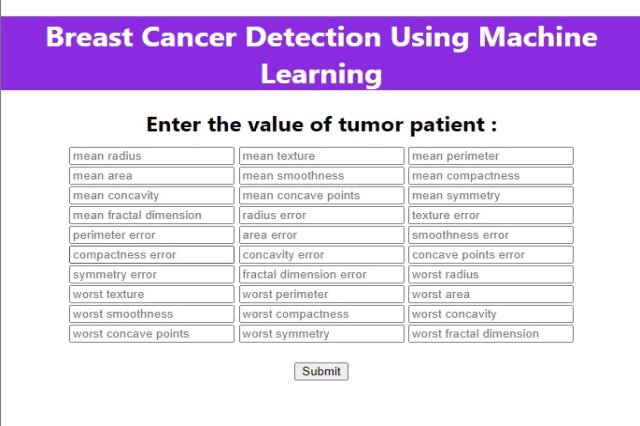 Breast Cancer Detection Using Machine
Learning
Enter the value of tumor patient :
mean radius mean texture mean perimeter
mean area mean smoothness mean compactness
mean concavity mean concave points mean symmetry
mean fractal dimension radius error texture error
perimeter error area error smoothness error
compactness error concavity error concave points error
symmetry error fractal dimension error worst radius
worst texture worst perimeter worst area
worst smoothness worst compactness worst concavity
worst concave points worst symmetry worst fractal dimension
Submit